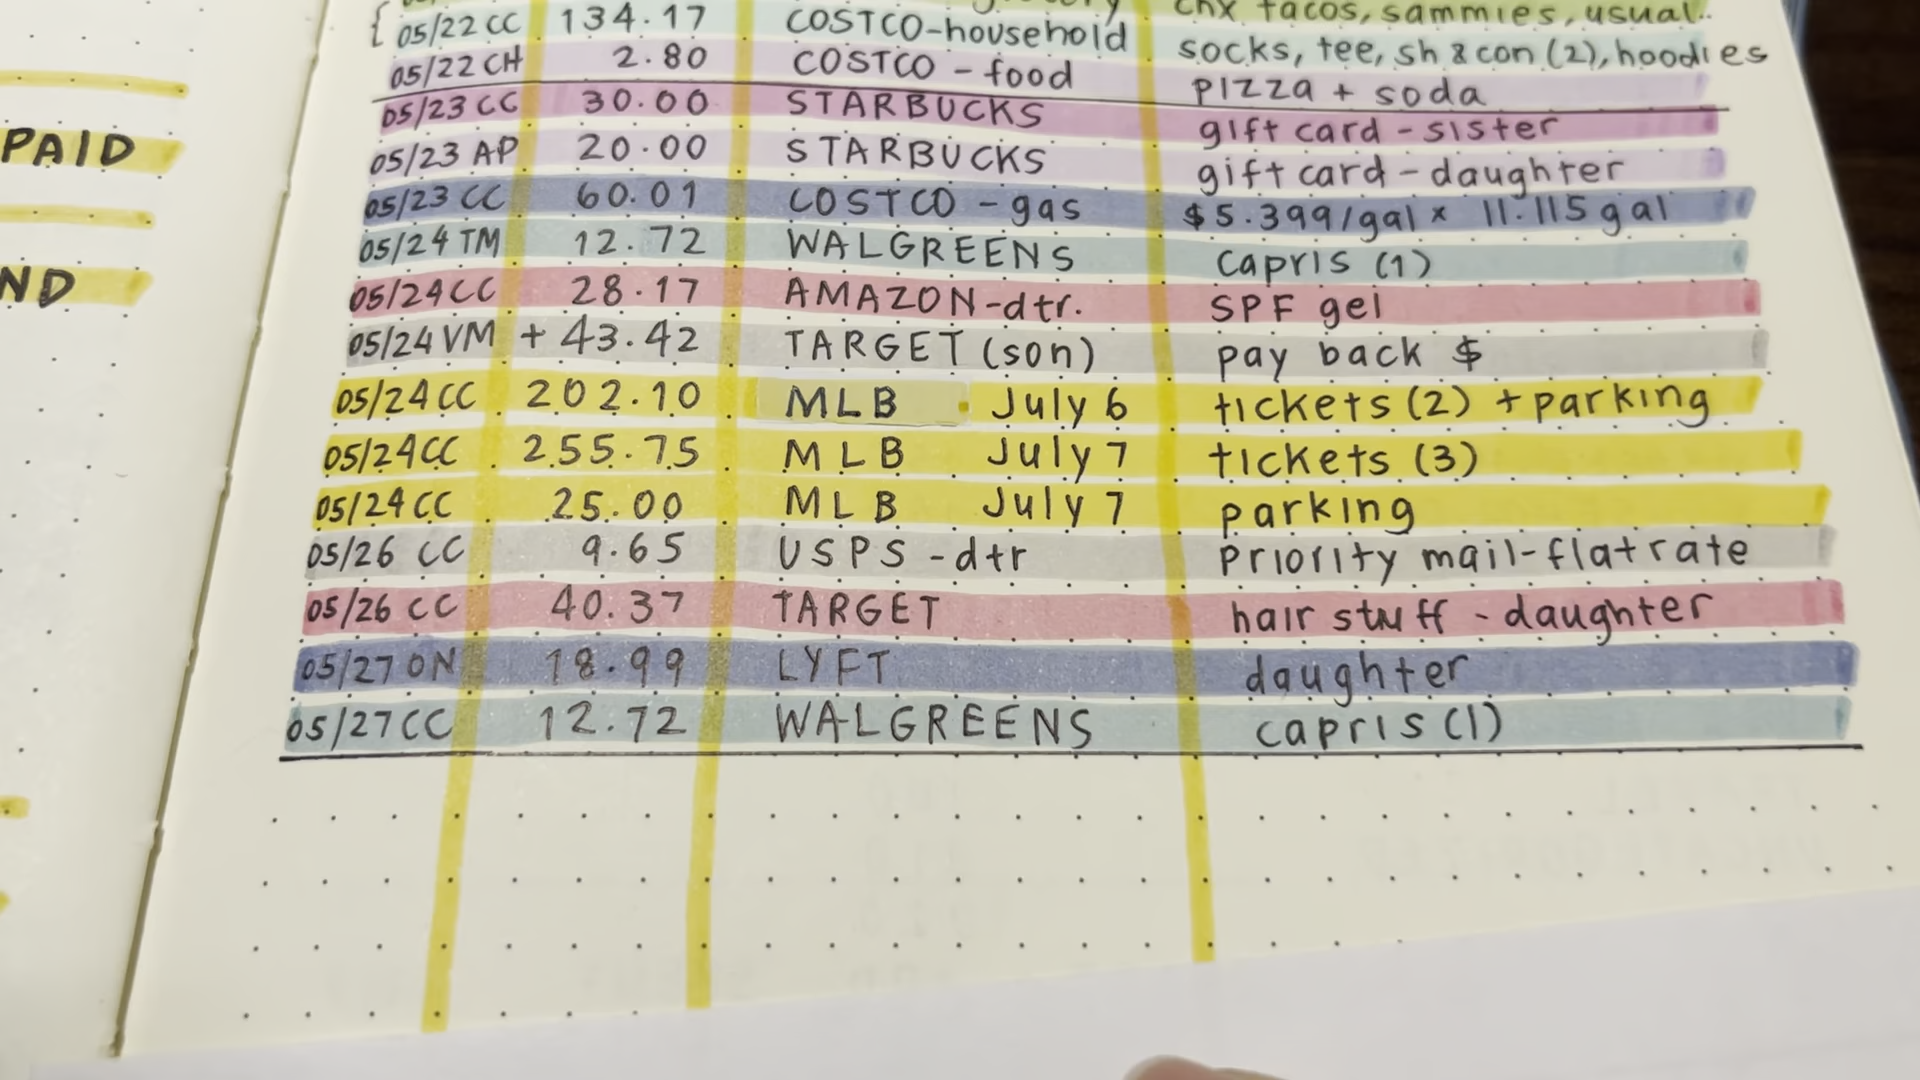 PAID
ND
chx tacos, sammies, usual..
05/22 CC 134.17 COSTCO-household socks, tee, sh & con (2), hoodies
05/22 CH 2.80 COSTCO - food pizza + soda
05/23 CC 30.00 STARBUCKS gift card - sister
05/23 AP 20.00 STARBUCKS gift card - daughter
05/23 CC 60.01 COSTCO - gas $5.399/gal x 11.115 gal
05/24 TM 12.72 WALGREENS capris (1)
05/24 CC 28.17 AMAZON-dtr. SPF gel
05/24 VM + 43.42 TARGET (son) pay back $
05/24 CC 202.10 MLB July 6 tickets (2) + parking
05/24 CC 255.75 MLB July 7 tickets (3)
05/24 CC 25.00 MLB July 7 parking
05/26 CC 9.65 USPS - dtr priority mail-flat rate
05/26 CC 40.37 TARGET hair stuff - daughter
05/27 ON 18.99 LYFT daughter
05/27 CC 12.72 WALGREENS capris (1)